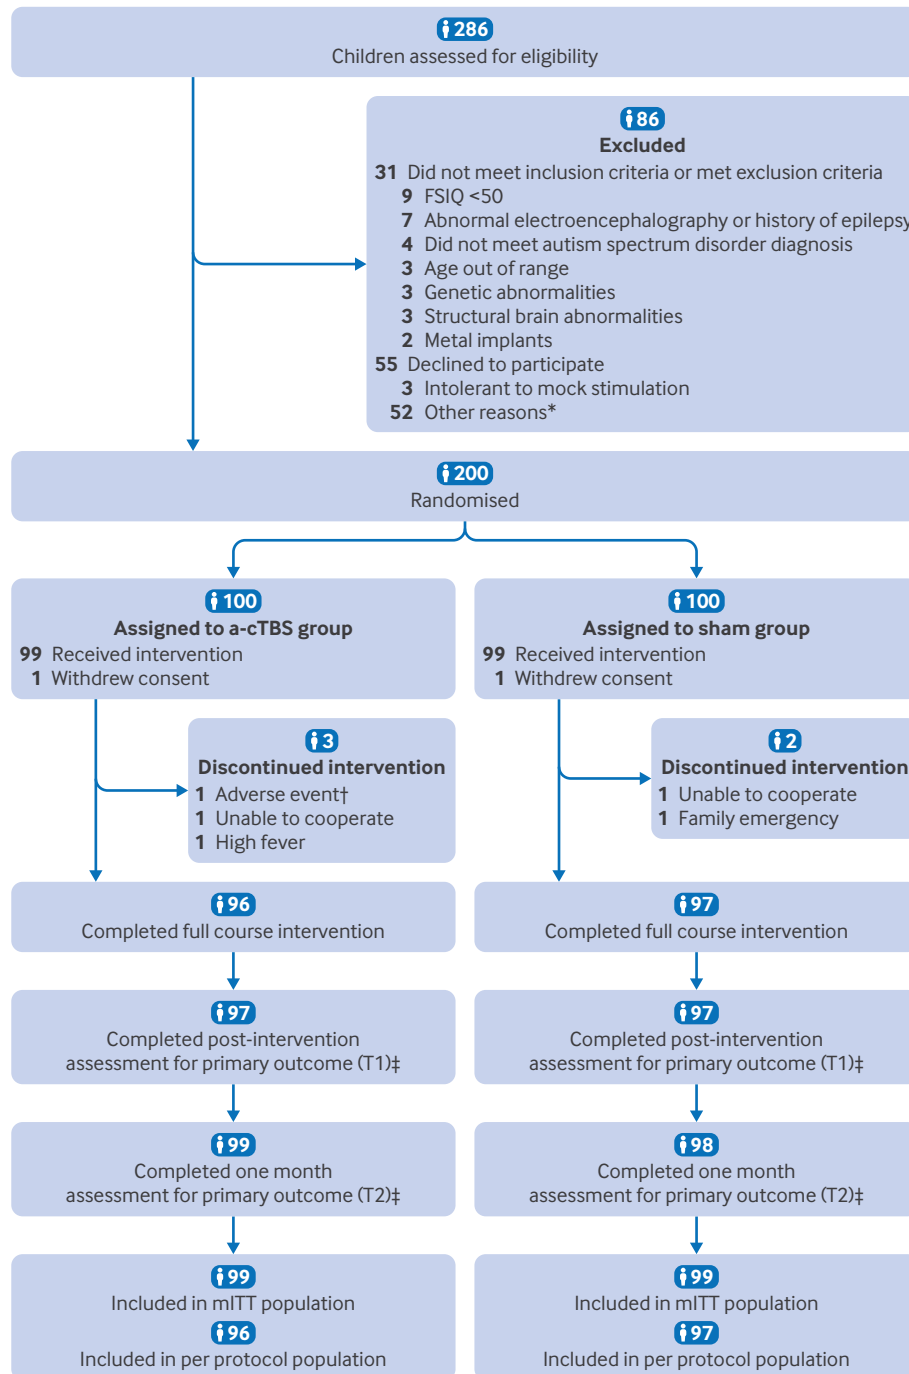 286
Children assessed for eligibility
86
Excluded
31 Did not meet inclusion criteria or met exclusion criteria
9 FSIQ <50
7 Abnormal electroencephalography or history of epilepsy
4 Did not meet autism spectrum disorder diagnosis
3 Age out of range
3 Genetic abnormalities
3 Structural brain abnormalities
2 Metal implants
55 Declined to participate
3 Intolerant to mock stimulation
52 Other reasons*
200
Randomised
100
Assigned to a-cTBS group
99 Received intervention
1 Withdrew consent
100
Assigned to sham group
99 Received intervention
1 Withdrew consent
3
Discontinued intervention
1 Adverse event†
1 Unable to cooperate
1 High fever
2
Discontinued intervention
1 Unable to cooperate
1 Family emergency
96
Completed full course intervention
97
Completed full course intervention
97
Completed post-intervention
assessment for primary outcome (T1)‡
97
Completed post-intervention
assessment for primary outcome (T1)‡
99
Completed one month
assessment for primary outcome (T2)‡
98
Completed one month
assessment for primary outcome (T2)‡
99
Included in mITT population
96
Included in per protocol population
99
Included in mITT population
97
Included in per protocol population